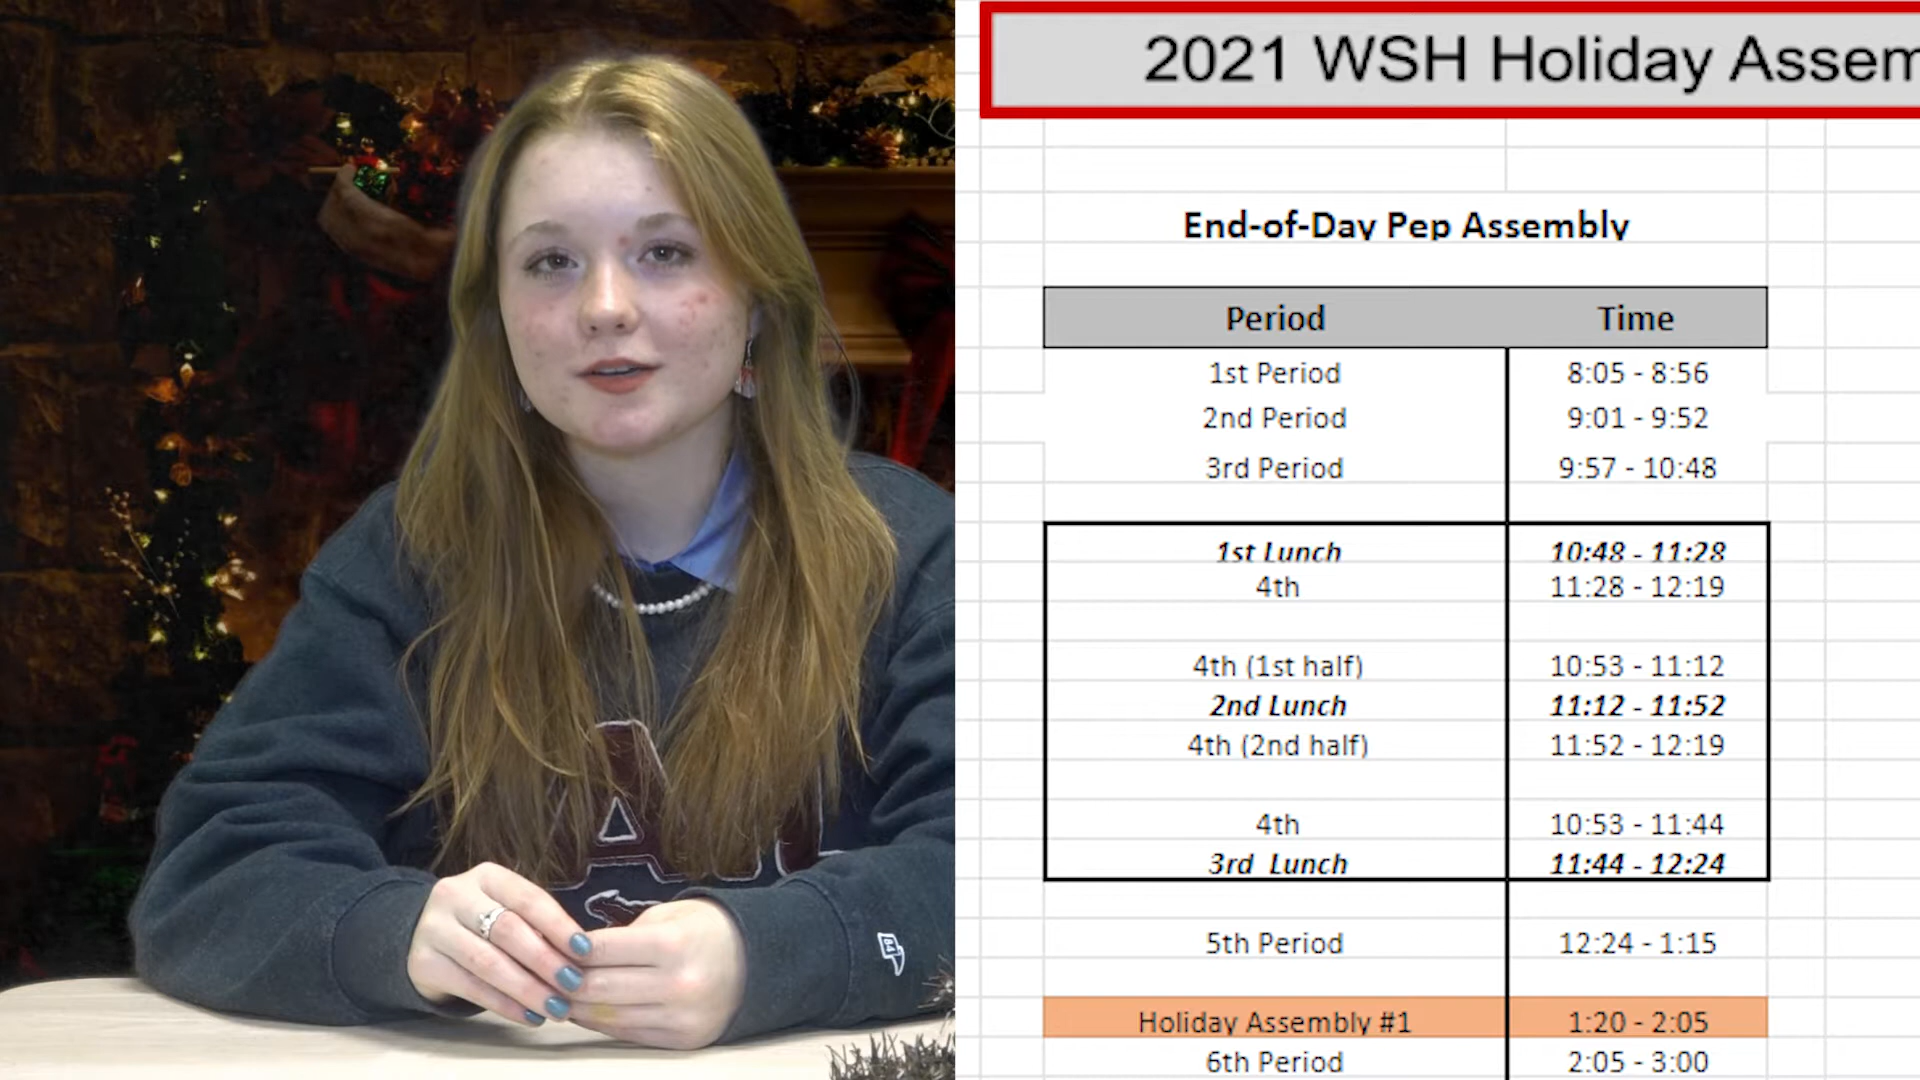 2021 WSH Holiday Assem
End-of-Day Pep Assembly
Period Time
1st Period 8:05 - 8:56
2nd Period 9:01 - 9:52
3rd Period 9:57 - 10:48
1st Lunch 10:48 - 11:28
4th 11:28 - 12:19
4th (1st half) 10:53 - 11:12
2nd Lunch 11:12 - 11:52
4th (2nd half) 11:52 - 12:19
4th 10:53 - 11:44
3rd Lunch 11:44 - 12:24
5th Period 12:24 - 1:15
Holiday Assembly #1 1:20 - 2:05
6th Period 2:05 - 3:00